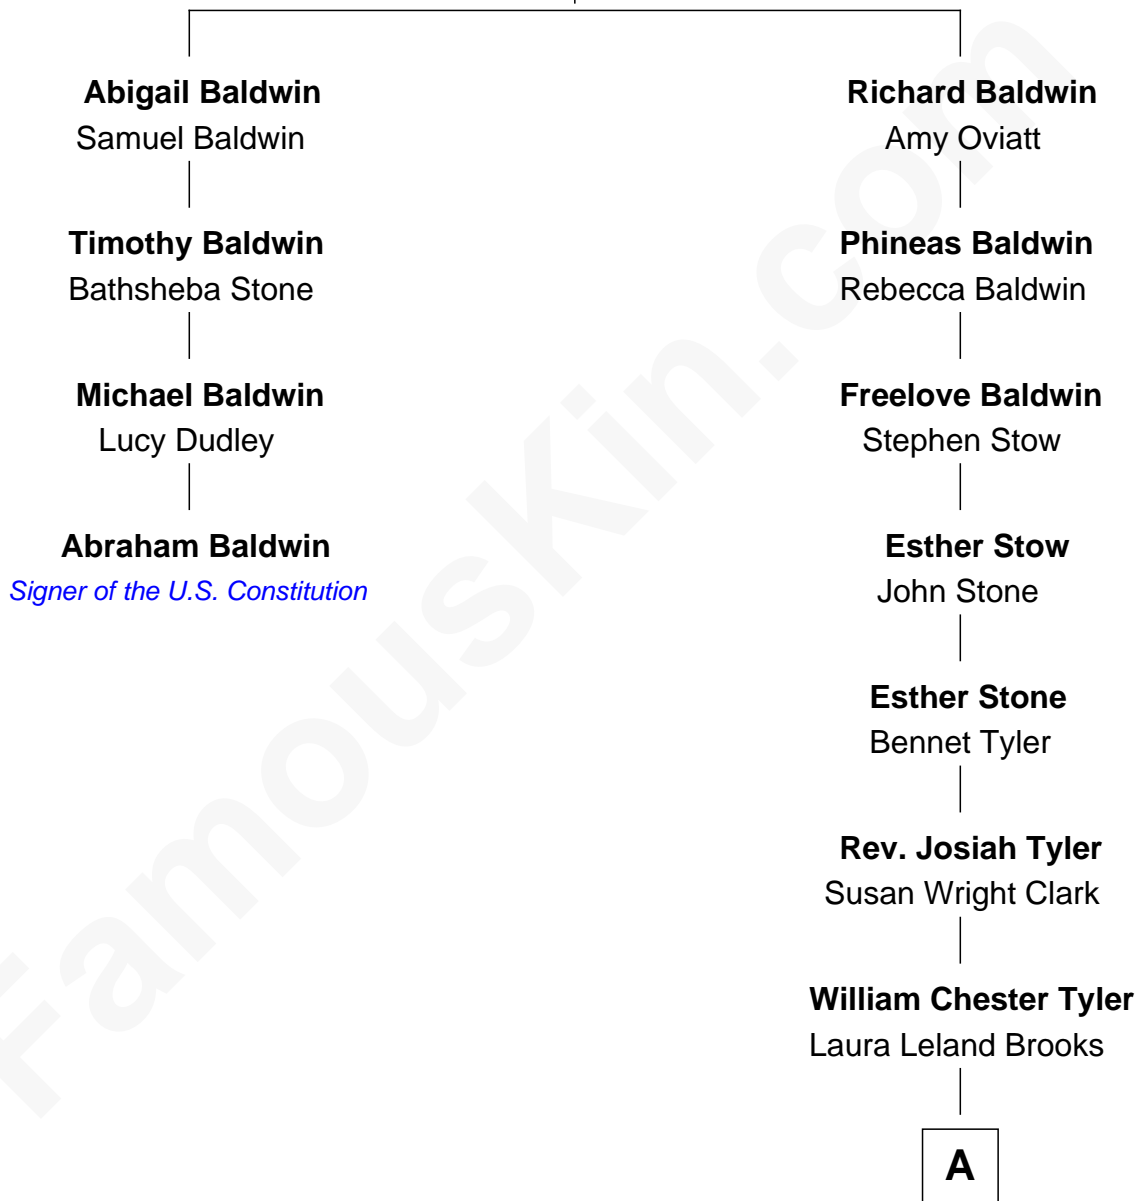 Abigail Baldwin
Samuel Baldwin
Timothy Baldwin
Bathsheba Stone
Michael Baldwin
Lucy Dudley
Abraham Baldwin
Signer of the U.S. Constitution
Richard Baldwin
Amy Oviatt
Phineas Baldwin
Rebecca Baldwin
Freelove Baldwin
Stephen Stow
Esther Stow
John Stone
Esther Stone
Bennet Tyler
Rev. Josiah Tyler
Susan Wright Clark
William Chester Tyler
Laura Leland Brooks
A
FamousKin.com